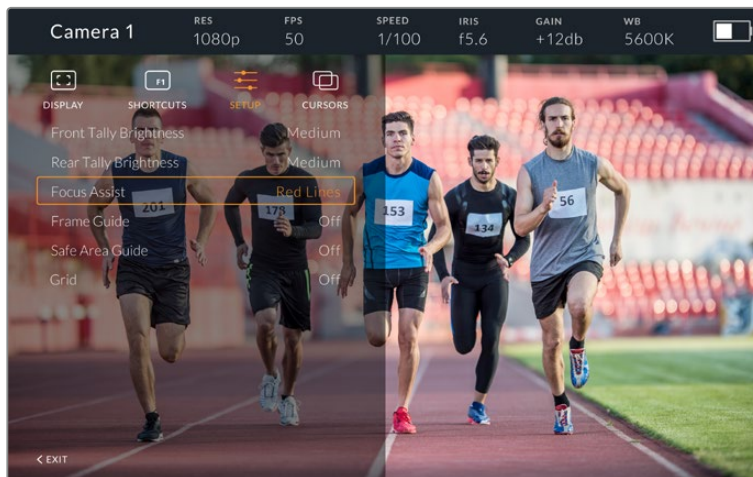 Camera 1
RES FPS SPEED IRIS GAIN WB
1080p 50 1/100 f5.6 +12db 5600K
F1
DISPLAY SHORTCUTS SETUP CURSORS
Front Tally Brightness Medium
Rear Tally Brightness Medium
Focus Assist Red Lines
Frame Guide Off
Safe Area Guide Off
Grid Off
201 178 153 134 56
< EXIT